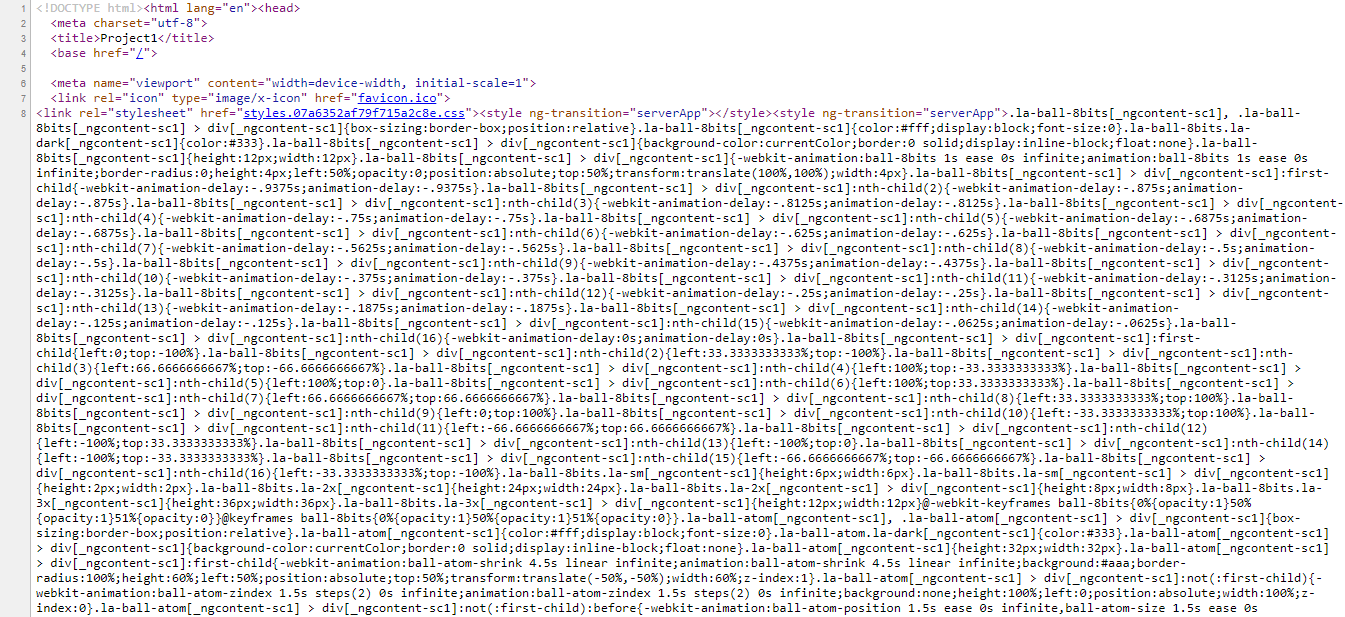 1 <!DOCTYPE html><html lang="en"><head>
2 <meta charset="utf-8">
3 <title>Project1</title>
4 <base href="/">
5
6 <meta name="viewport" content="width=device-width, initial-scale=1">
7 <link rel="icon" type="image/x-icon" href="favicon.ico">
8 <link rel="stylesheet" href="styles.07a6352af79f715a2c8e.css"><style ng-transition="serverApp"></style><style ng-transition="serverApp">.la-ball-8bits[_ngcontent-sc1], .la-ball-
8bits[_ngcontent-sc1] > div[_ngcontent-sc1]{box-sizing:border-box;position:relative}.la-ball-8bits[_ngcontent-sc1]{color:#fff;display:block;font-size:0}.la-ball-8bits.la-
dark[_ngcontent-sc1]{color:#333}.la-ball-8bits[_ngcontent-sc1] > div[_ngcontent-sc1]{background-color:currentColor;border:0 solid;display:inline-block;float:none}.la-ball-
8bits[_ngcontent-sc1]{height:12px;width:12px}.la-ball-8bits[_ngcontent-sc1] > div[_ngcontent-sc1]{-webkit-animation:ball-8bits 1s ease 0s infinite;animation:ball-8bits 1s ease 0s
infinite;border-radius:0;height:4px;left:50%;opacity:0;position:absolute;top:50%;transform:translate(100%,100%);width:4px}.la-ball-8bits[_ngcontent-sc1] > div[_ngcontent-sc1]:first-
child{-webkit-animation-delay:-.9375s;animation-delay:-.9375s}.la-ball-8bits[_ngcontent-sc1] > div[_ngcontent-sc1]:nth-child(2){-webkit-animation-delay:-.875s;animation-
delay:-.875s}.la-ball-8bits[_ngcontent-sc1] > div[_ngcontent-sc1]:nth-child(3){-webkit-animation-delay:-.8125s;animation-delay:-.8125s}.la-ball-8bits[_ngcontent-sc1] > div[_ngcontent-
sc1]:nth-child(4){-webkit-animation-delay:-.75s;animation-delay:-.75s}.la-ball-8bits[_ngcontent-sc1] > div[_ngcontent-sc1]:nth-child(5){-webkit-animation-delay:-.6875s;animation-
delay:-.6875s}.la-ball-8bits[_ngcontent-sc1] > div[_ngcontent-sc1]:nth-child(6){-webkit-animation-delay:-.625s;animation-delay:-.625s}.la-ball-8bits[_ngcontent-sc1] > div[_ngcontent-
sc1]:nth-child(7){-webkit-animation-delay:-.5625s;animation-delay:-.5625s}.la-ball-8bits[_ngcontent-sc1] > div[_ngcontent-sc1]:nth-child(8){-webkit-animation-delay:-.5s;animation-
delay:-.5s}.la-ball-8bits[_ngcontent-sc1] > div[_ngcontent-sc1]:nth-child(9){-webkit-animation-delay:-.4375s;animation-delay:-.4375s}.la-ball-8bits[_ngcontent-sc1] > div[_ngcontent-
sc1]:nth-child(10){-webkit-animation-delay:-.375s;animation-delay:-.375s}.la-ball-8bits[_ngcontent-sc1] > div[_ngcontent-sc1]:nth-child(11){-webkit-animation-delay:-.3125s;animation-
delay:-.3125s}.la-ball-8bits[_ngcontent-sc1] > div[_ngcontent-sc1]:nth-child(12){-webkit-animation-delay:-.25s;animation-delay:-.25s}.la-ball-8bits[_ngcontent-sc1] > div[_ngcontent-
sc1]:nth-child(13){-webkit-animation-delay:-.1875s;animation-delay:-.1875s}.la-ball-8bits[_ngcontent-sc1] > div[_ngcontent-sc1]:nth-child(14){-webkit-animation-
delay:-.125s;animation-delay:-.125s}.la-ball-8bits[_ngcontent-sc1] > div[_ngcontent-sc1]:nth-child(15){-webkit-animation-delay:-.0625s;animation-delay:-.0625s}.la-ball-
8bits[_ngcontent-sc1] > div[_ngcontent-sc1]:nth-child(16){-webkit-animation-delay:0s;animation-delay:0s}.la-ball-8bits[_ngcontent-sc1] > div[_ngcontent-sc1]:first-
child{left:0;top:-100%}.la-ball-8bits[_ngcontent-sc1] > div[_ngcontent-sc1]:nth-child(2){left:33.3333333333%;top:-100%}.la-ball-8bits[_ngcontent-sc1] > div[_ngcontent-sc1]:nth-
child(3){left:66.6666666667%;top:-66.6666666667%}.la-ball-8bits[_ngcontent-sc1] > div[_ngcontent-sc1]:nth-child(4){left:100%;top:-33.3333333333%}.la-ball-8bits[_ngcontent-sc1] >
div[_ngcontent-sc1]:nth-child(5){left:100%;top:0}.la-ball-8bits[_ngcontent-sc1] > div[_ngcontent-sc1]:nth-child(6){left:100%;top:33.3333333333%}.la-ball-8bits[_ngcontent-sc1] >
div[_ngcontent-sc1]:nth-child(7){left:66.6666666667%;top:66.6666666667%}.la-ball-8bits[_ngcontent-sc1] > div[_ngcontent-sc1]:nth-child(8){left:33.3333333333%;top:100%}.la-ball-
8bits[_ngcontent-sc1] > div[_ngcontent-sc1]:nth-child(9){left:0;top:100%}.la-ball-8bits[_ngcontent-sc1] > div[_ngcontent-sc1]:nth-child(10){left:-33.3333333333%;top:100%}.la-ball-
8bits[_ngcontent-sc1] > div[_ngcontent-sc1]:nth-child(11){left:-66.6666666667%;top:66.6666666667%}.la-ball-8bits[_ngcontent-sc1] > div[_ngcontent-sc1]:nth-child(12)
{left:-100%;top:33.3333333333%}.la-ball-8bits[_ngcontent-sc1] > div[_ngcontent-sc1]:nth-child(13){left:-100%;top:0}.la-ball-8bits[_ngcontent-sc1] > div[_ngcontent-sc1]:nth-child(14)
{left:-100%;top:-33.3333333333%}.la-ball-8bits[_ngcontent-sc1] > div[_ngcontent-sc1]:nth-child(15){left:-66.6666666667%;top:-66.6666666667%}.la-ball-8bits[_ngcontent-sc1] >
div[_ngcontent-sc1]:nth-child(16){left:-33.3333333333%;top:-100%}.la-ball-8bits.la-sm[_ngcontent-sc1]{height:6px;width:6px}.la-ball-8bits.la-sm[_ngcontent-sc1] > div[_ngcontent-sc1]
{height:2px;width:2px}.la-ball-8bits.la-2x[_ngcontent-sc1]{height:24px;width:24px}.la-ball-8bits.la-2x[_ngcontent-sc1] > div[_ngcontent-sc1]{height:8px;width:8px}.la-ball-8bits.la-
3x[_ngcontent-sc1]{height:36px;width:36px}.la-ball-8bits.la-3x[_ngcontent-sc1] > div[_ngcontent-sc1]{height:12px;width:12px}@-webkit-keyframes ball-8bits{0%{opacity:1}50%
{opacity:1}51%{opacity:0}}@keyframes ball-8bits{0%{opacity:1}50%{opacity:1}51%{opacity:0}}.la-ball-atom[_ngcontent-sc1], .la-ball-atom[_ngcontent-sc1] > div[_ngcontent-sc1]{box-
sizing:border-box;position:relative}.la-ball-atom[_ngcontent-sc1]{color:#fff;display:block;font-size:0}.la-ball-atom.la-dark[_ngcontent-sc1]{color:#333}.la-ball-atom[_ngcontent-sc1]
> div[_ngcontent-sc1]{background-color:currentColor;border:0 solid;display:inline-block;float:none}.la-ball-atom[_ngcontent-sc1]{height:32px;width:32px}.la-ball-atom[_ngcontent-sc1]
> div[_ngcontent-sc1]:first-child{-webkit-animation:ball-atom-shrink 4.5s linear infinite;animation:ball-atom-shrink 4.5s linear infinite;background:#aaa;border-
radius:100%;height:60%;left:50%;position:absolute;top:50%;transform:translate(-50%,-50%);width:60%;z-index:1}.la-ball-atom[_ngcontent-sc1] > div[_ngcontent-sc1]:not(:first-child){-
webkit-animation:ball-atom-zindex 1.5s steps(2) 0s infinite;animation:ball-atom-zindex 1.5s steps(2) 0s infinite;background:none;height:100%;left:0;position:absolute;width:100%;z-
index:0}.la-ball-atom[_ngcontent-sc1] > div[_ngcontent-sc1]:not(:first-child):before{-webkit-animation:ball-atom-position 1.5s ease 0s infinite,ball-atom-size 1.5s ease 0s